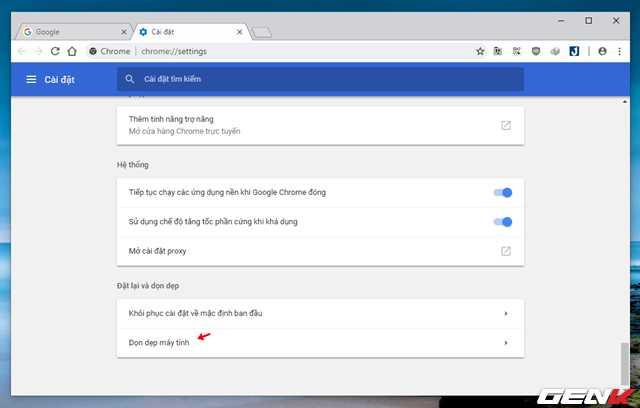 Google
Cài đặt
Chrome
chrome://settings
Cài đặt
Cài đặt tìm kiếm
Thêm tính năng trợ năng
Mở cửa hàng Chrome trực tuyến
Hệ thống
Tiếp tục chạy các ứng dụng nền khi Google Chrome đóng
Sử dụng chế độ tăng tốc phần cứng khi khả dụng
Mở cài đặt proxy
Đặt lại và dọn dẹp
Khôi phục cài đặt về mặc định ban đầu
Dọn dẹp máy tính
GENK